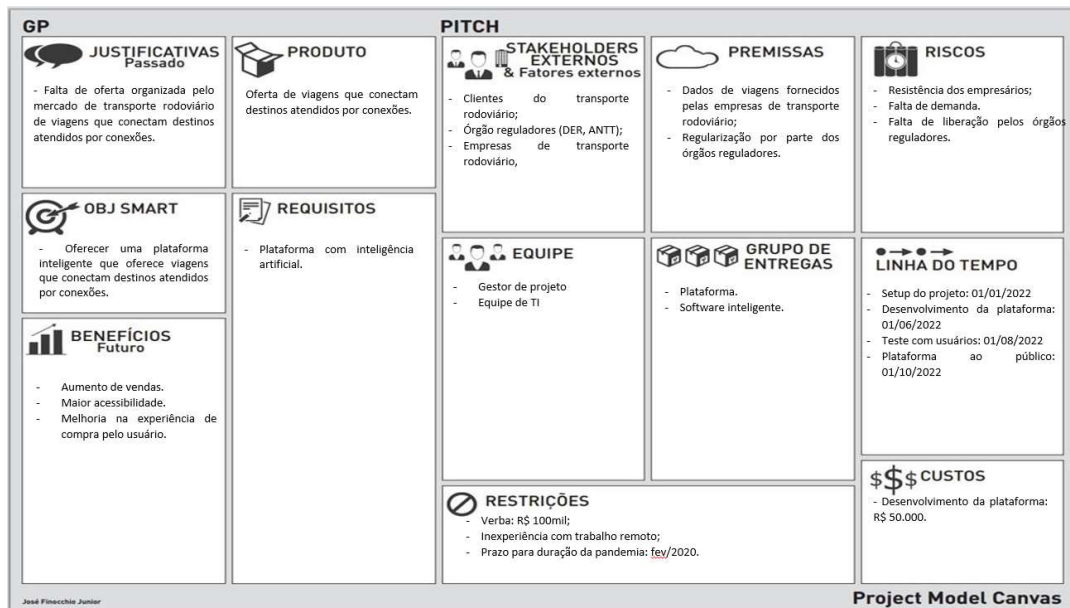 GP
PITCH
JUSTIFICATIVAS
Passado
- Falta de oferta organizada pelo
mercado de transporte rodoviário
de viagens que conectam destinos
atendidos por conexões.
PRODUTO
Oferta de viagens que conectam
destinos atendidos por conexões.
STAKEHOLDERS
EXTERNOS
& Fatores externos
- Clientes do transporte
rodoviário;
- Órgão reguladores (DER, ANTT);
- Empresas de transporte
rodoviário,
PREMISSAS
- Dados de viagens fornecidos
pelas empresas de transporte
rodoviário;
- Regularização por parte dos
órgãos reguladores.
RISCOS
- Resistência dos empresários;
- Falta de demanda.
- Falta de liberação pelos órgãos
reguladores.
OBJ SMART
- Oferecer uma plataforma
inteligente que oferece viagens
que conectam destinos atendidos
por conexões.
REQUISITOS
- Plataforma com inteligência
artificial.
EQUIPE
- Gestor de projeto
- Equipe de TI
GRUPO DE
ENTREGAS
- Plataforma.
- Software inteligente.
LINHA DO TEMPO
- Setup do projeto: 01/01/2022
- Desenvolvimento da plataforma:
01/06/2022
- Teste com usuários: 01/08/2022
- Plataforma ao público:
01/10/2022
BENEFÍCIOS
Futuro
- Aumento de vendas.
- Maior acessibilidade.
- Melhoria na experiência de
compra pelo usuário.
RESTRIÇÕES
- Verba: R$ 100mil;
- Inexperiência com trabalho remoto;
- Prazo para duração da pandemia: fev/2020.
$$$ CUSTOS
- Desenvolvimento da plataforma:
R$ 50.000.
José Finocchio Junior
Project Model Canvas